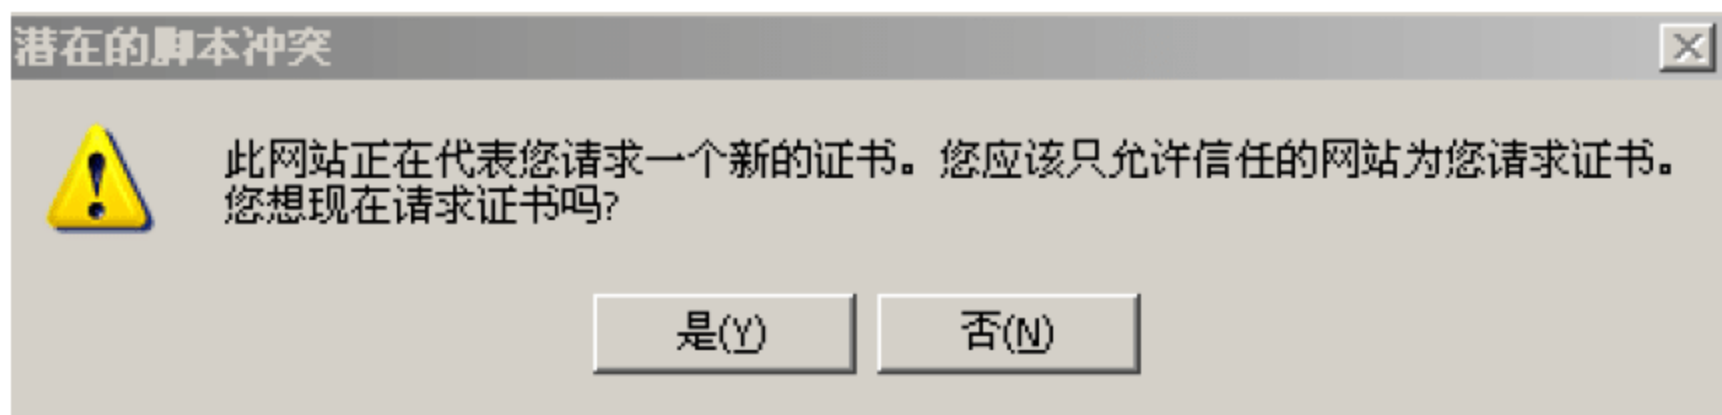 潜在的脚本冲突
此网站正在代表您请求一个新的证书。您应该只允许信任的网站为您请求证书。
您想现在请求证书吗?
是(Y) 否(N)